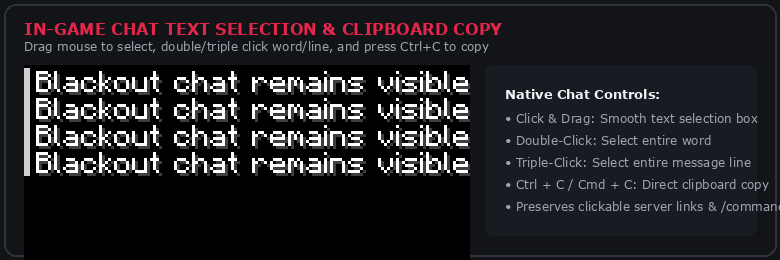 IN-GAME CHAT TEXT SELECTION & CLIPBOARD COPY
Drag mouse to select, double/triple click word/line, and press Ctrl+C to copy
Blackout chat remains visible
Blackout chat remains visible
Blackout chat remains visible
Blackout chat remains visible
Native Chat Controls:
• Click & Drag: Smooth text selection box
• Double-Click: Select entire word
• Triple-Click: Select entire message line
• Ctrl + C / Cmd + C: Direct clipboard copy
• Preserves clickable server links & /comman